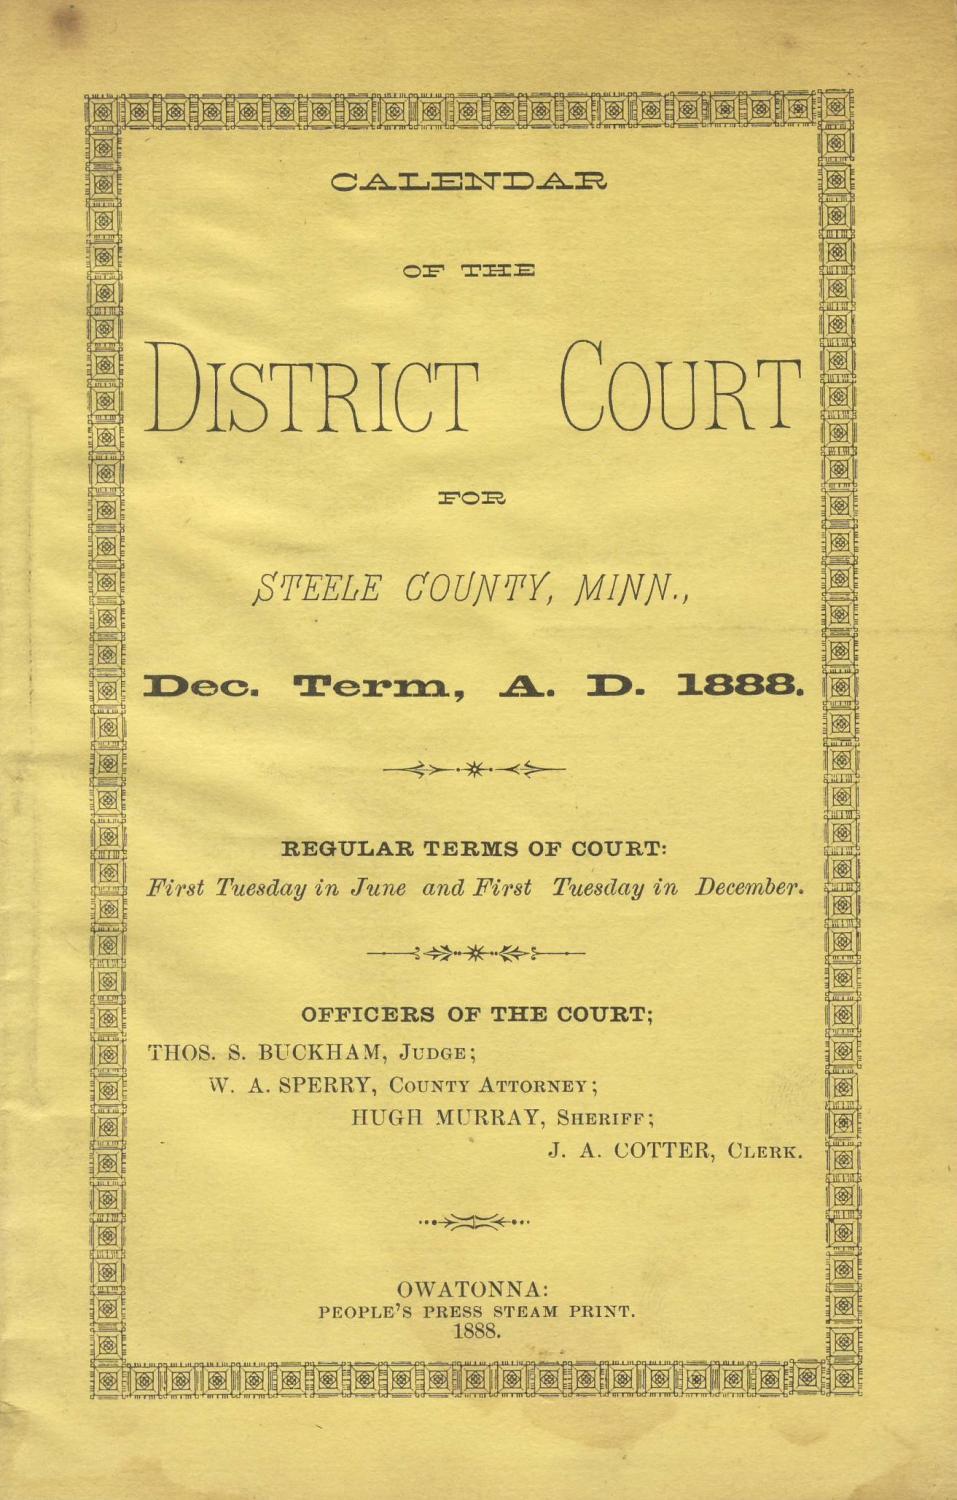 CALENDAR
OF THE
DISTRICT COURT
FOR
STEELE COUNTY, MINN.,
Dec. Term, A. D. 1888.
REGULAR TERMS OF COURT:
First Tuesday in June and First Tuesday in December.
OFFICERS OF THE COURT;
THOS. S. BUCKHAM, JUDGE;
W. A. SPERRY, COUNTY ATTORNEY;
HUGH MURRAY, SHERIFF;
J. A. COTTER, CLERK.
OWATONNA:
PEOPLE'S PRESS STEAM PRINT.
1888.